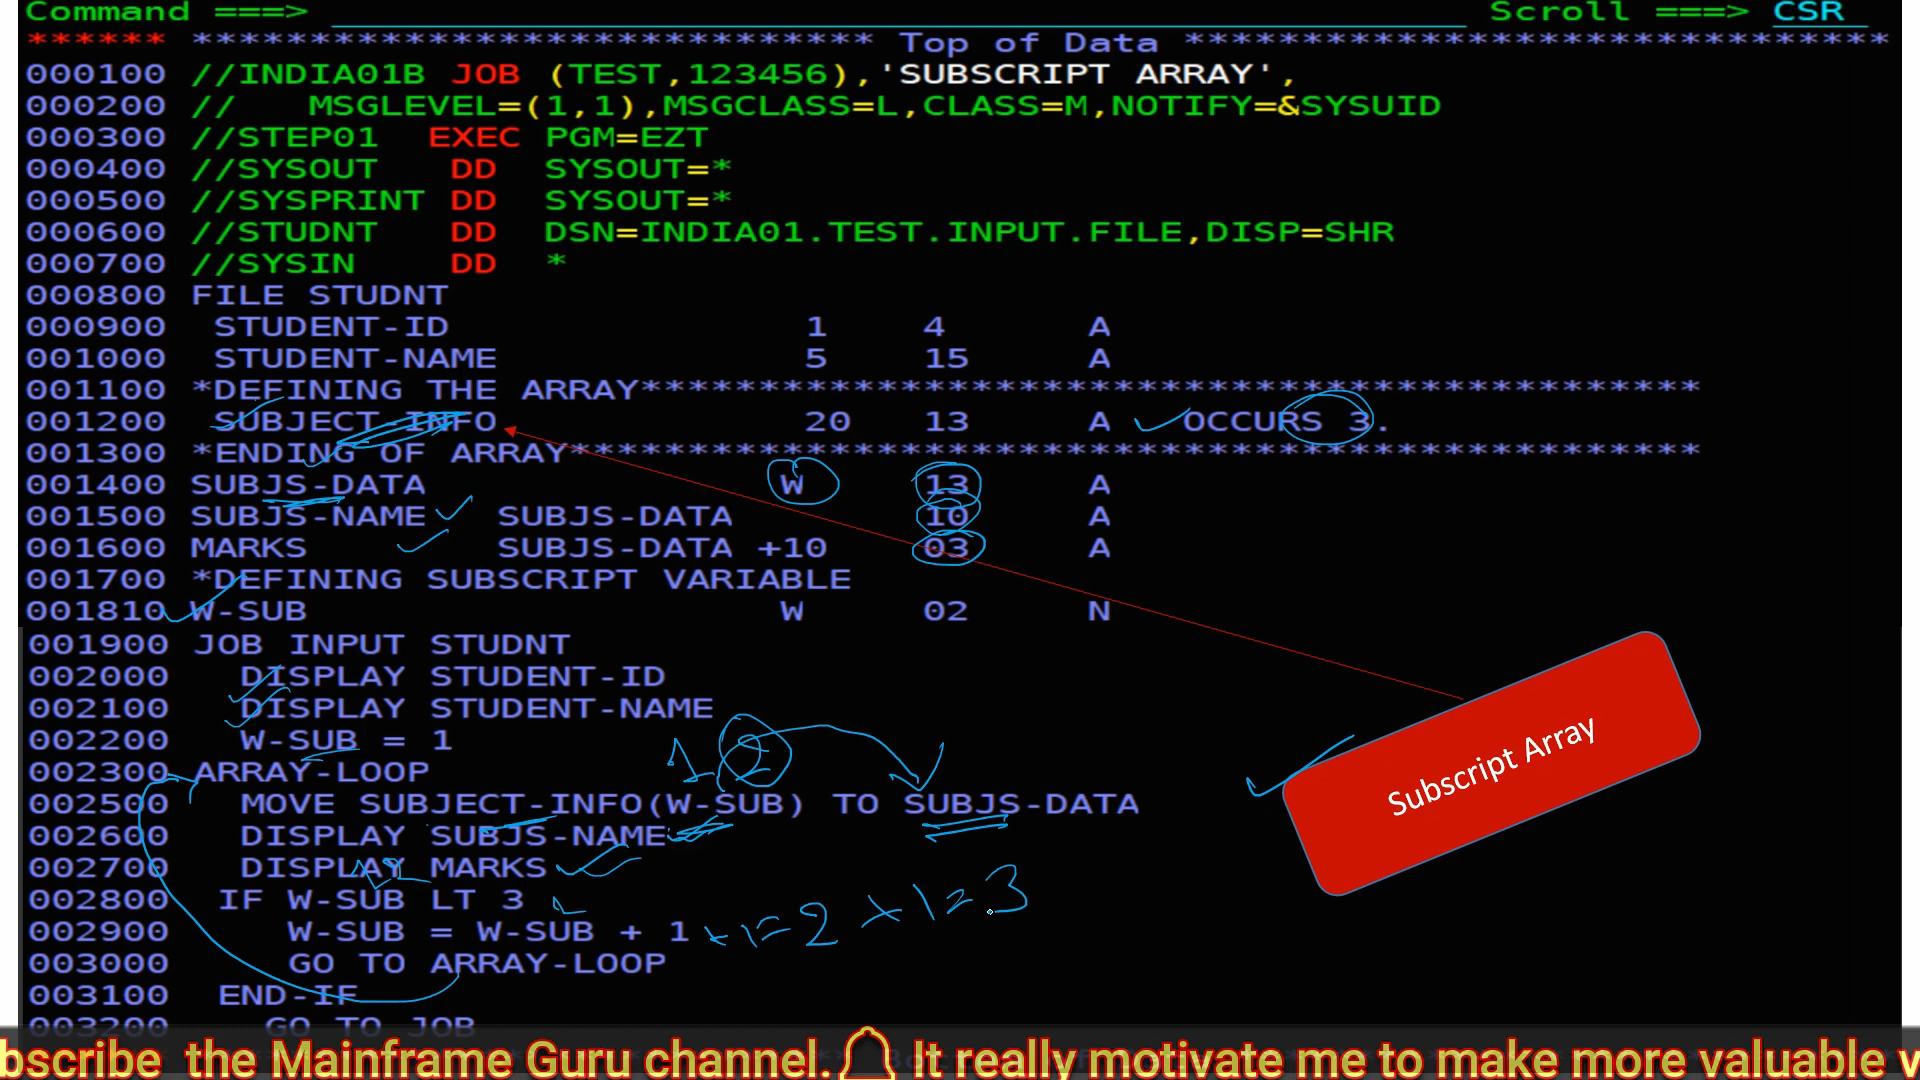 Command ===> Scroll ===> CSR
****** ***************************** Top of Data ******************************
000100 //INDIA01B JOB (TEST,123456),'SUBSCRIPT ARRAY',
000200 //   MSGLEVEL=(1,1),MSGCLASS=L,CLASS=M,NOTIFY=&SYSUID
000300 //STEP01  EXEC PGM=EZT
000400 //SYSOUT   DD  SYSOUT=*
000500 //SYSPRINT DD  SYSOUT=*
000600 //STUDNT   DD  DSN=INDIA01.TEST.INPUT.FILE,DISP=SHR
000700 //SYSIN    DD  *
000800 FILE STUDNT
000900  STUDENT-ID               1    4      A
001000  STUDENT-NAME             5    15     A
001100 *DEFINING THE ARRAY*********************************************
001200  SUBJECT-INFO             20   13     A   OCCURS 3.
001300 *ENDING OF ARRAY************************************************
001400 SUBJS-DATA               W     13     A
001500 SUBJS-NAME   SUBJS-DATA        10     A
001600 MARKS        SUBJS-DATA +10    03     A
001700 *DEFINING SUBSCRIPT VARIABLE
001810 W-SUB                    W     02     N
001900 JOB INPUT STUDNT
002000   DISPLAY STUDENT-ID
002100   DISPLAY STUDENT-NAME
002200   W-SUB = 1
1 2
002300 ARRAY-LOOP
002500   MOVE SUBJECT-INFO(W-SUB) TO SUBJS-DATA
002600   DISPLAY SUBJS-NAME
002700   DISPLAY MARKS
002800  IF W-SUB LT 3
002900     W-SUB = W-SUB + 1 +1=2 +1=3
003000     GO TO ARRAY-LOOP
003100  END-IF
003200    GO TO JOB
Subscript Array
bscribe the Mainframe Guru channel. It really motivate me to make more valuable v